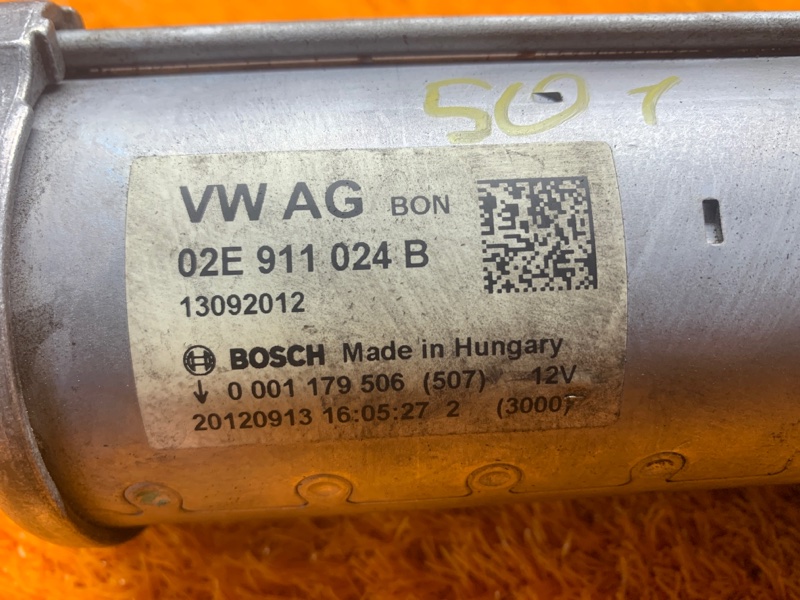 501
VW AG BON
02E 911 024 B
13092012
BOSCH Made in Hungary
↓ 0 001 179 506 (507) 12V
20120913 16:05:27 2 (3000)